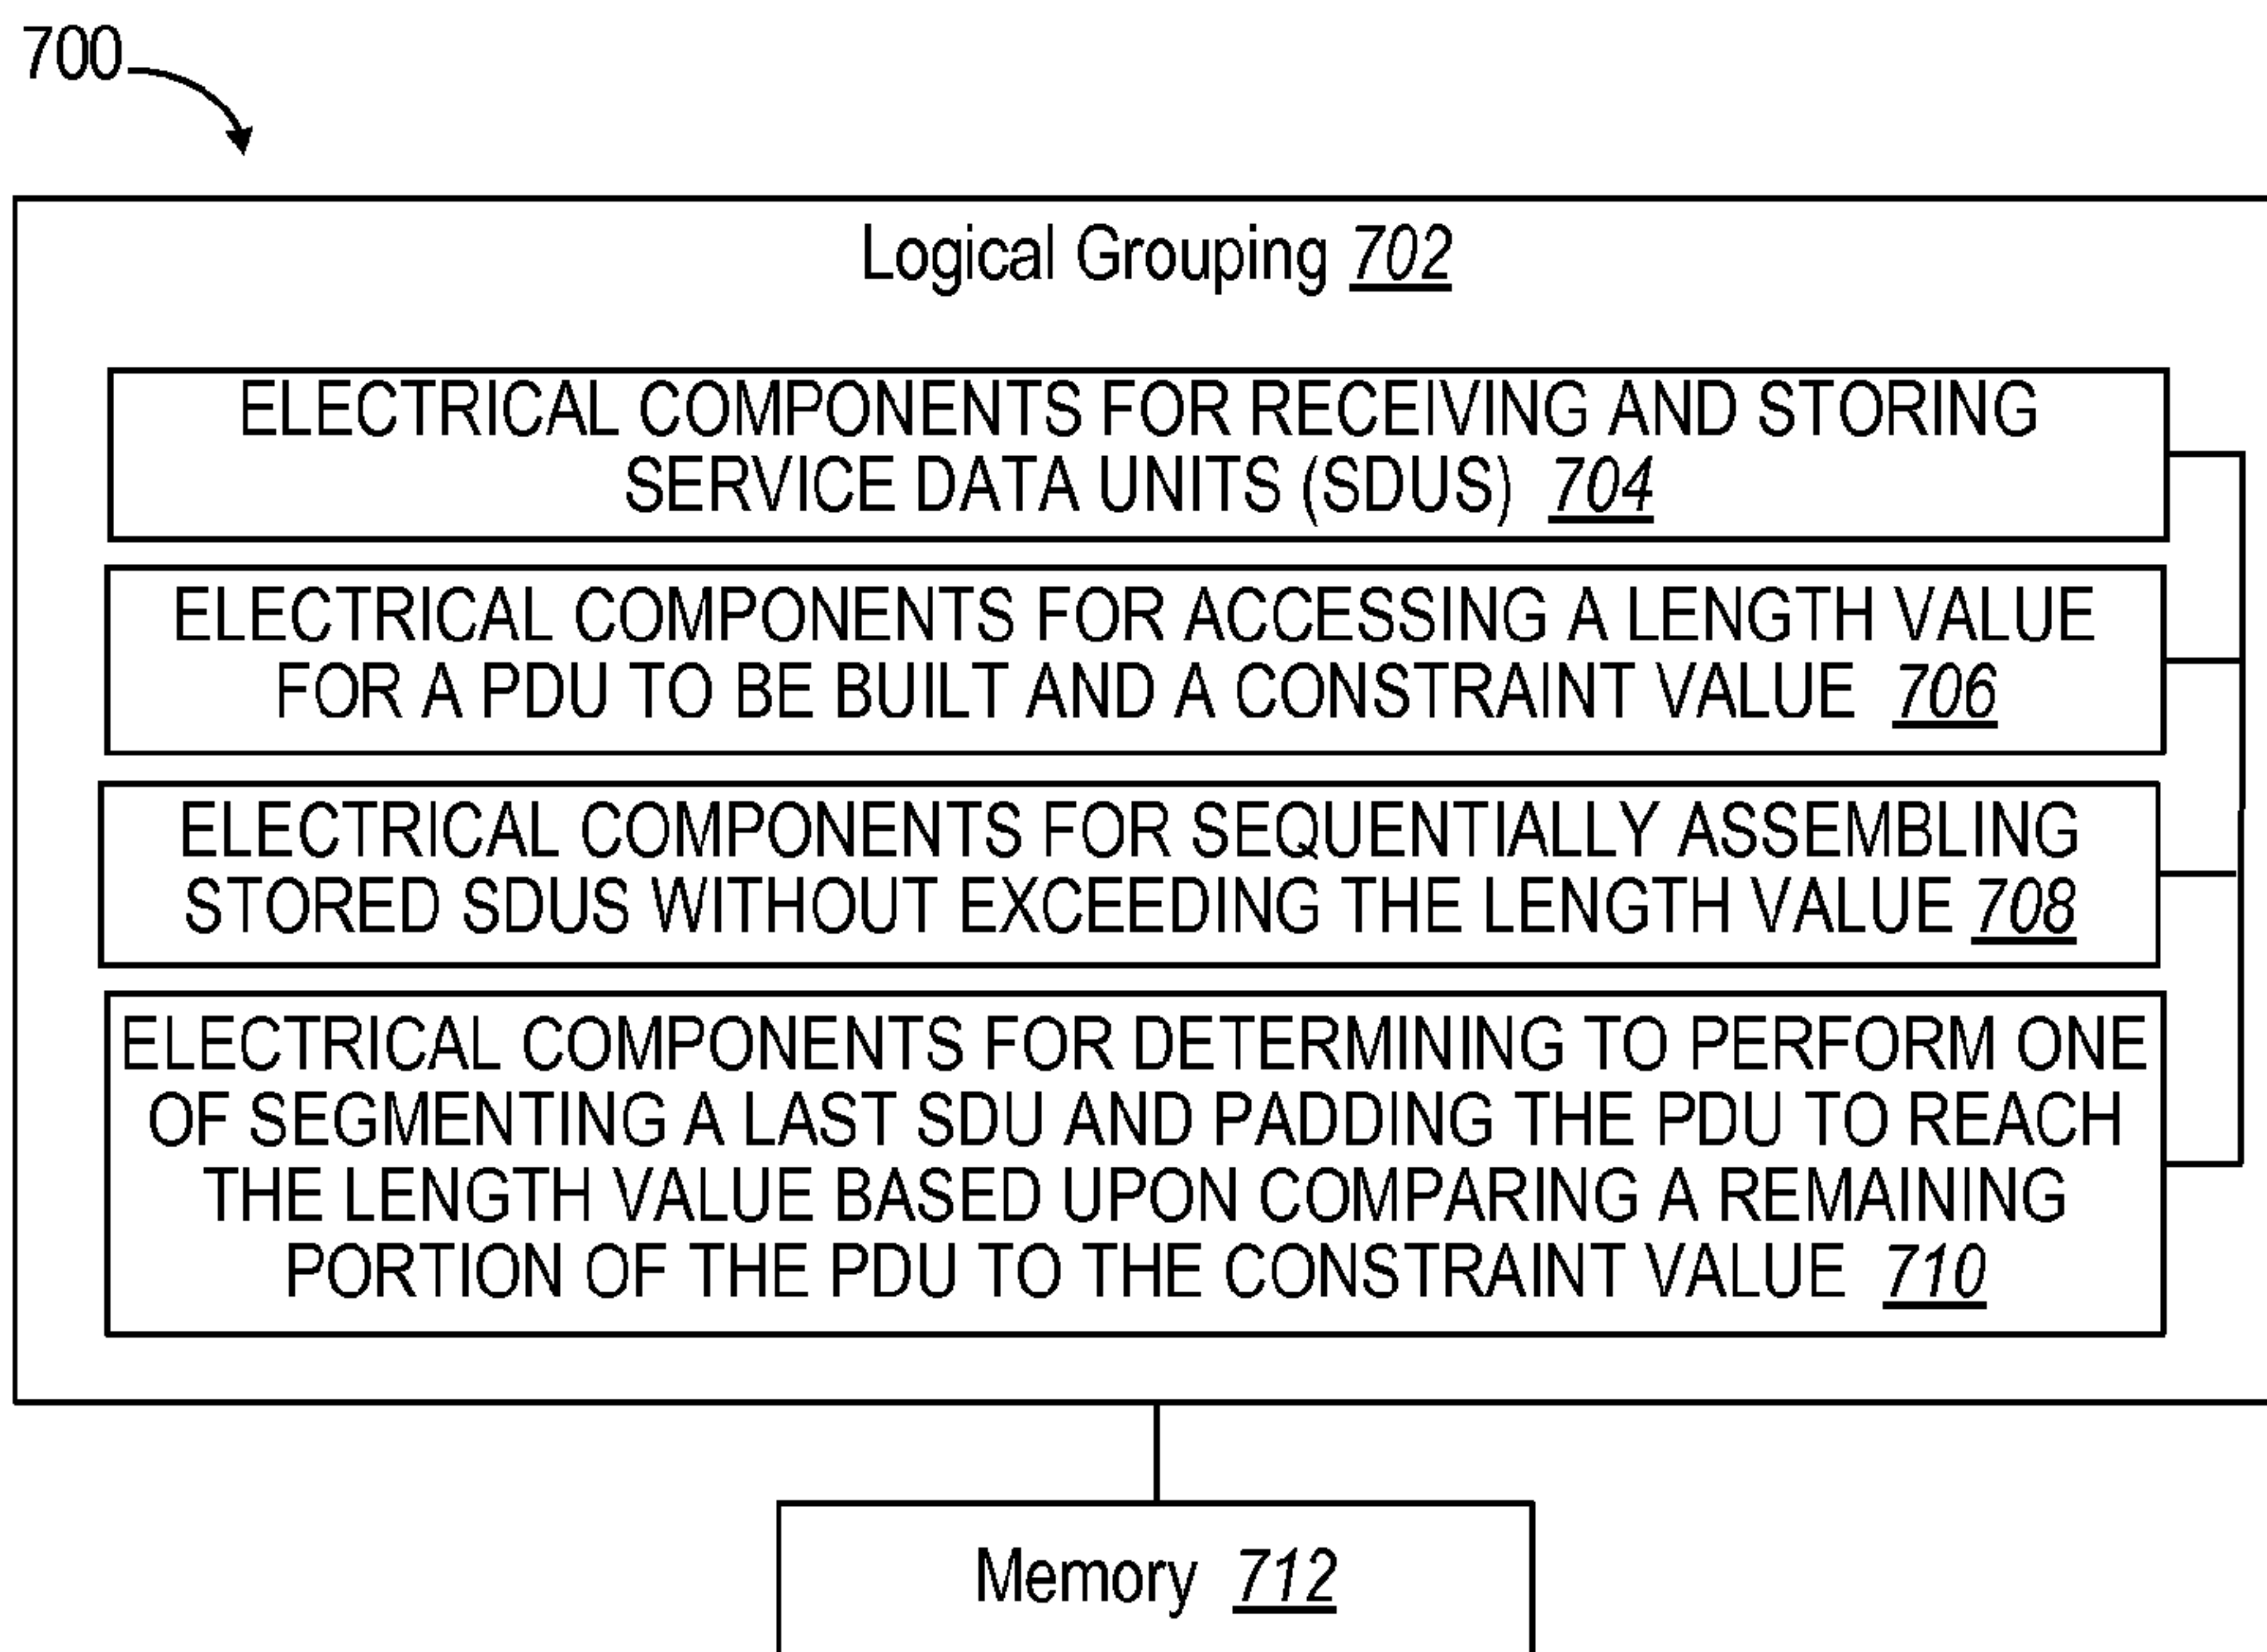 700
Logical Grouping 702
ELECTRICAL COMPONENTS FOR RECEIVING AND STORING
SERVICE DATA UNITS (SDUS) 704
ELECTRICAL COMPONENTS FOR ACCESSING A LENGTH VALUE
FOR A PDU TO BE BUILT AND A CONSTRAINT VALUE 706
ELECTRICAL COMPONENTS FOR SEQUENTIALLY ASSEMBLING
STORED SDUS WITHOUT EXCEEDING THE LENGTH VALUE 708
ELECTRICAL COMPONENTS FOR DETERMINING TO PERFORM ONE
OF SEGMENTING A LAST SDU AND PADDING THE PDU TO REACH
THE LENGTH VALUE BASED UPON COMPARING A REMAINING
PORTION OF THE PDU TO THE CONSTRAINT VALUE 710
Memory 712